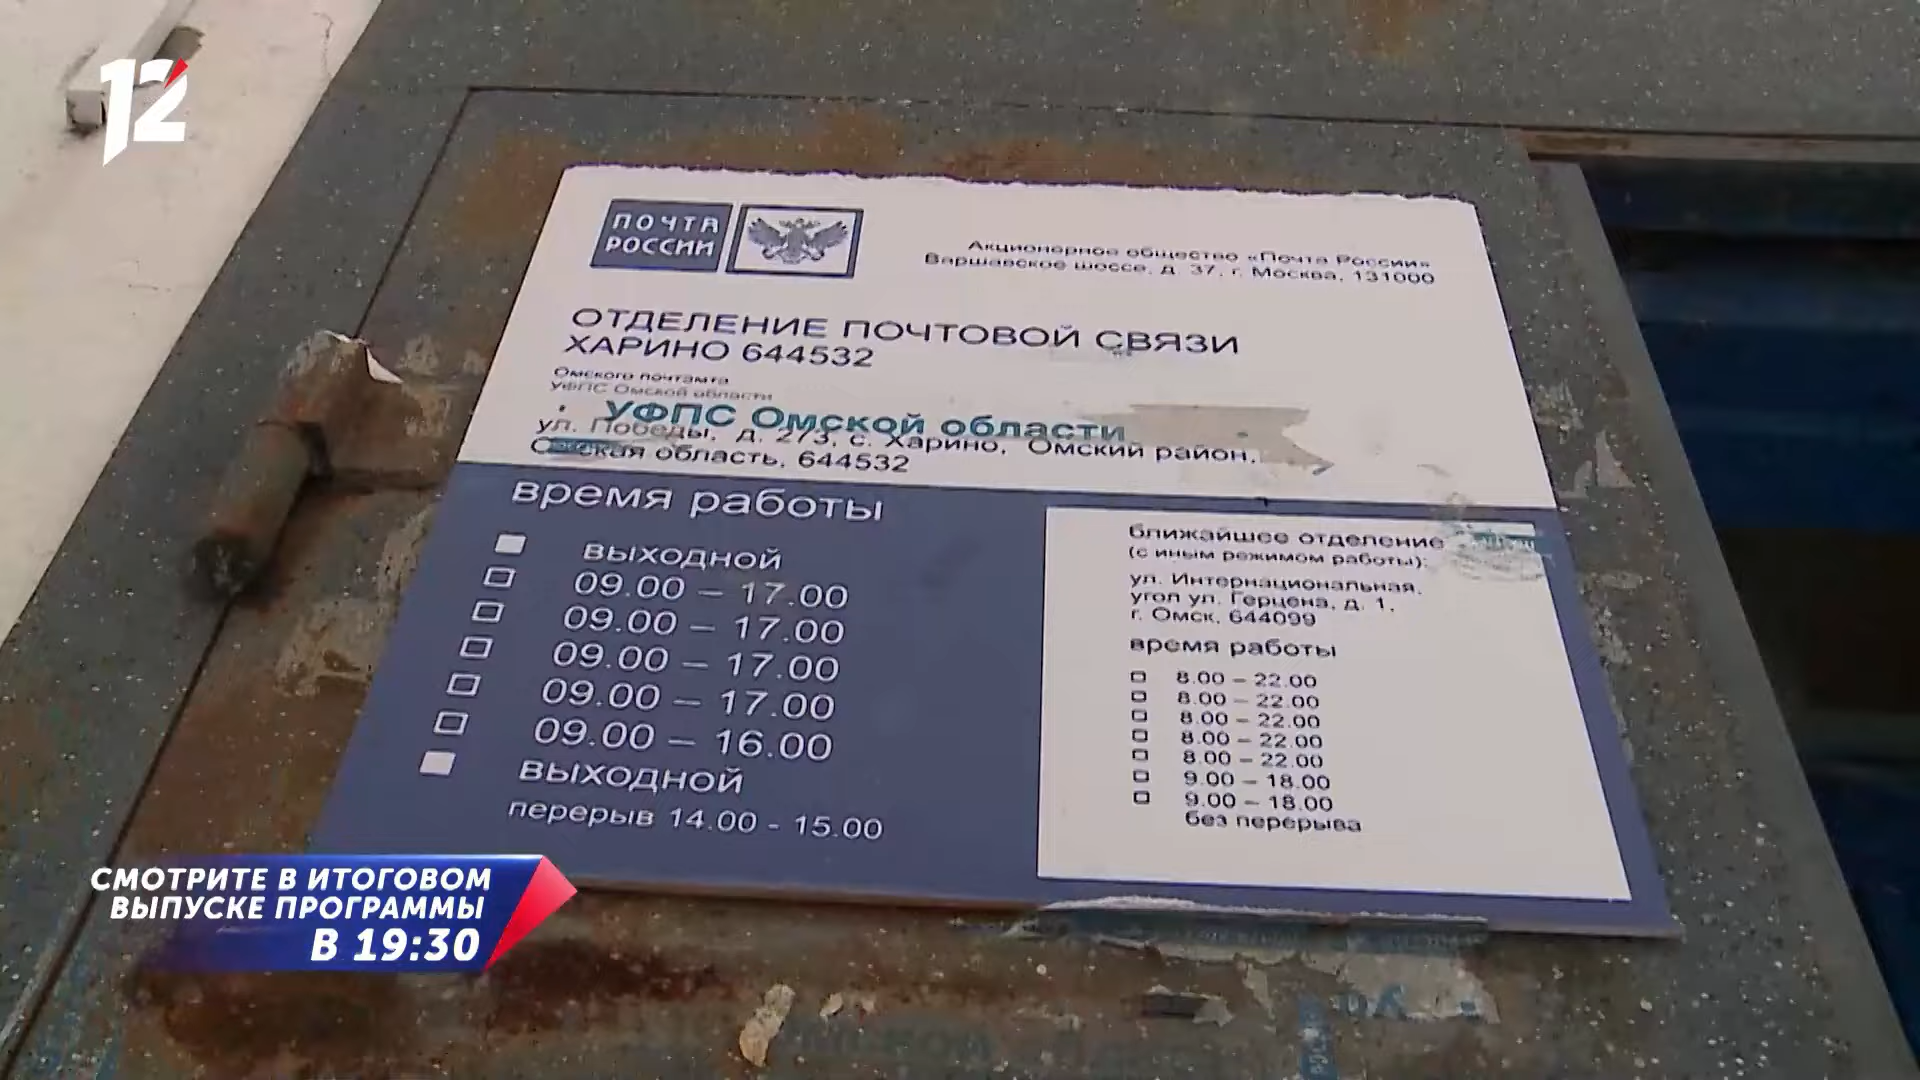 12
ПОЧТА
РОССИИ
Акционерное общество «Почта России»
Варшавское шоссе, д. 37, г. Москва, 131000
ОТДЕЛЕНИЕ ПОЧТОВОЙ СВЯЗИ
ХАРИНО 644532
Омского почтамта
УФПС Омской области
УФПС Омской области
ул. Победы, д. 2/3, с. Харино, Омский район,
Омская область, 644532
время работы
выходной
09.00 – 17.00
09.00 – 17.00
09.00 – 17.00
09.00 – 17.00
09.00 – 16.00
выходной
перерыв 14.00 - 15.00
ближайшее отделение
(с иным режимом работы):
ул. Интернациональная,
угол ул. Герцена, д. 1,
г. Омск, 644099
время работы
8.00 – 22.00
8.00 – 22.00
8.00 – 22.00
8.00 – 22.00
8.00 – 22.00
9.00 – 18.00
9.00 – 18.00
без перерыва
СМОТРИТЕ В ИТОГОВОМ
ВЫПУСКЕ ПРОГРАММЫ
В 19:30